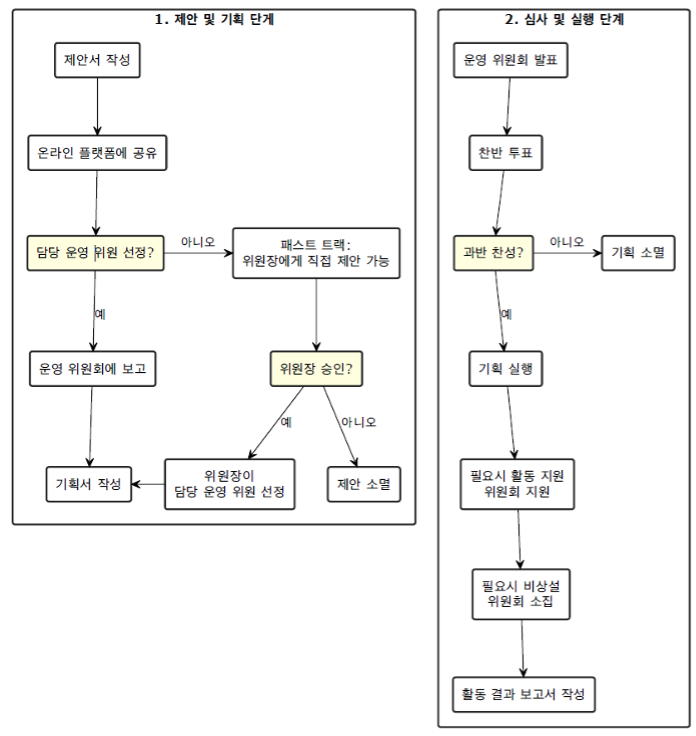 1. 제안 및 기획 단게
제안서 작성
온라인 플랫폼에 공유
담당 운영 위원 선정?
아니오
패스트 트랙:
위원장에게 직접 제안 가능
예
운영 위원회에 보고
위원장 승인?
예
아니오
기획서 작성
위원장이
담당 운영 위원 선정
제안 소멸
2. 심사 및 실행 단계
운영 위원회 발표
찬반 투표
과반 찬성?
아니오
기획 소멸
예
기획 실행
필요시 활동 지원
위원회 지원
필요시 비상설
위원회 소집
활동 결과 보고서 작성